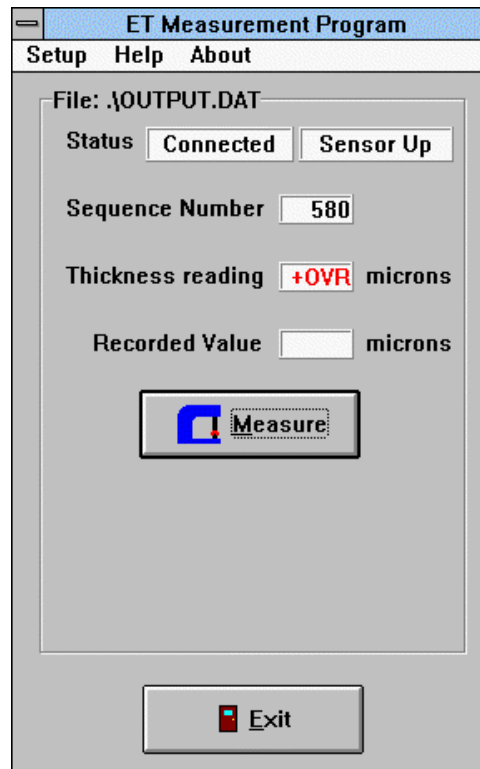 ET Measurement Program
Setup Help About
File: .\OUTPUT.DAT
Status Connected Sensor Up
Sequence Number 580
Thickness reading +OVR microns
Recorded Value microns
Measure
Exit